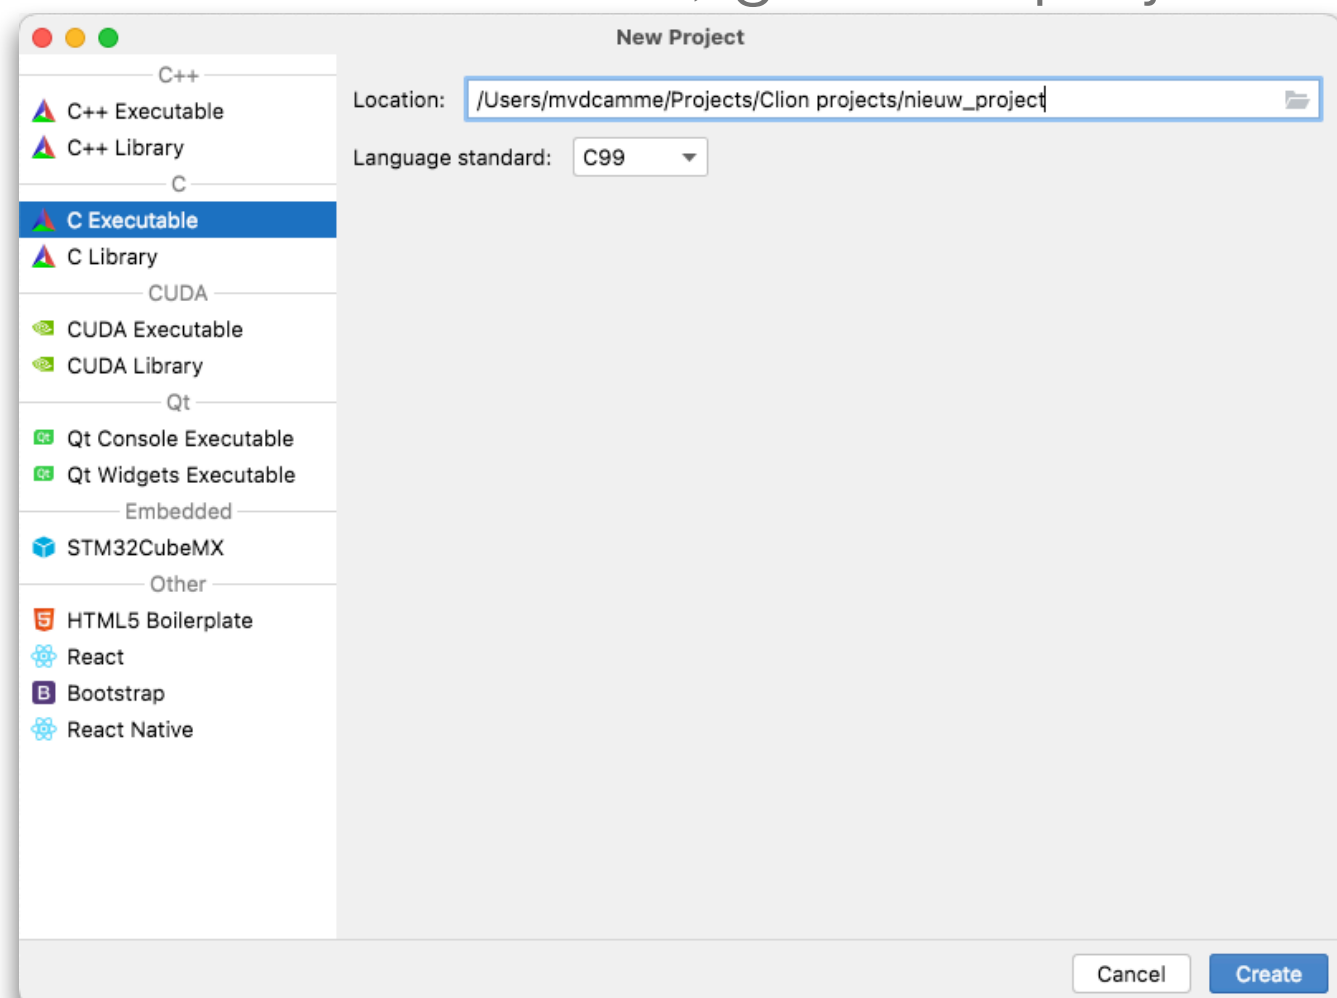 New Project
C++
C++ Executable
C++ Library
C
C Executable
C Library
CUDA
CUDA Executable
CUDA Library
Qt
Qt Console Executable
Qt Widgets Executable
Embedded
STM32CubeMX
Other
HTML5 Boilerplate
React
Bootstrap
React Native
Location: /Users/mvdcamme/Projects/Clion projects/nieuw_project
Language standard: C99
Cancel
Create